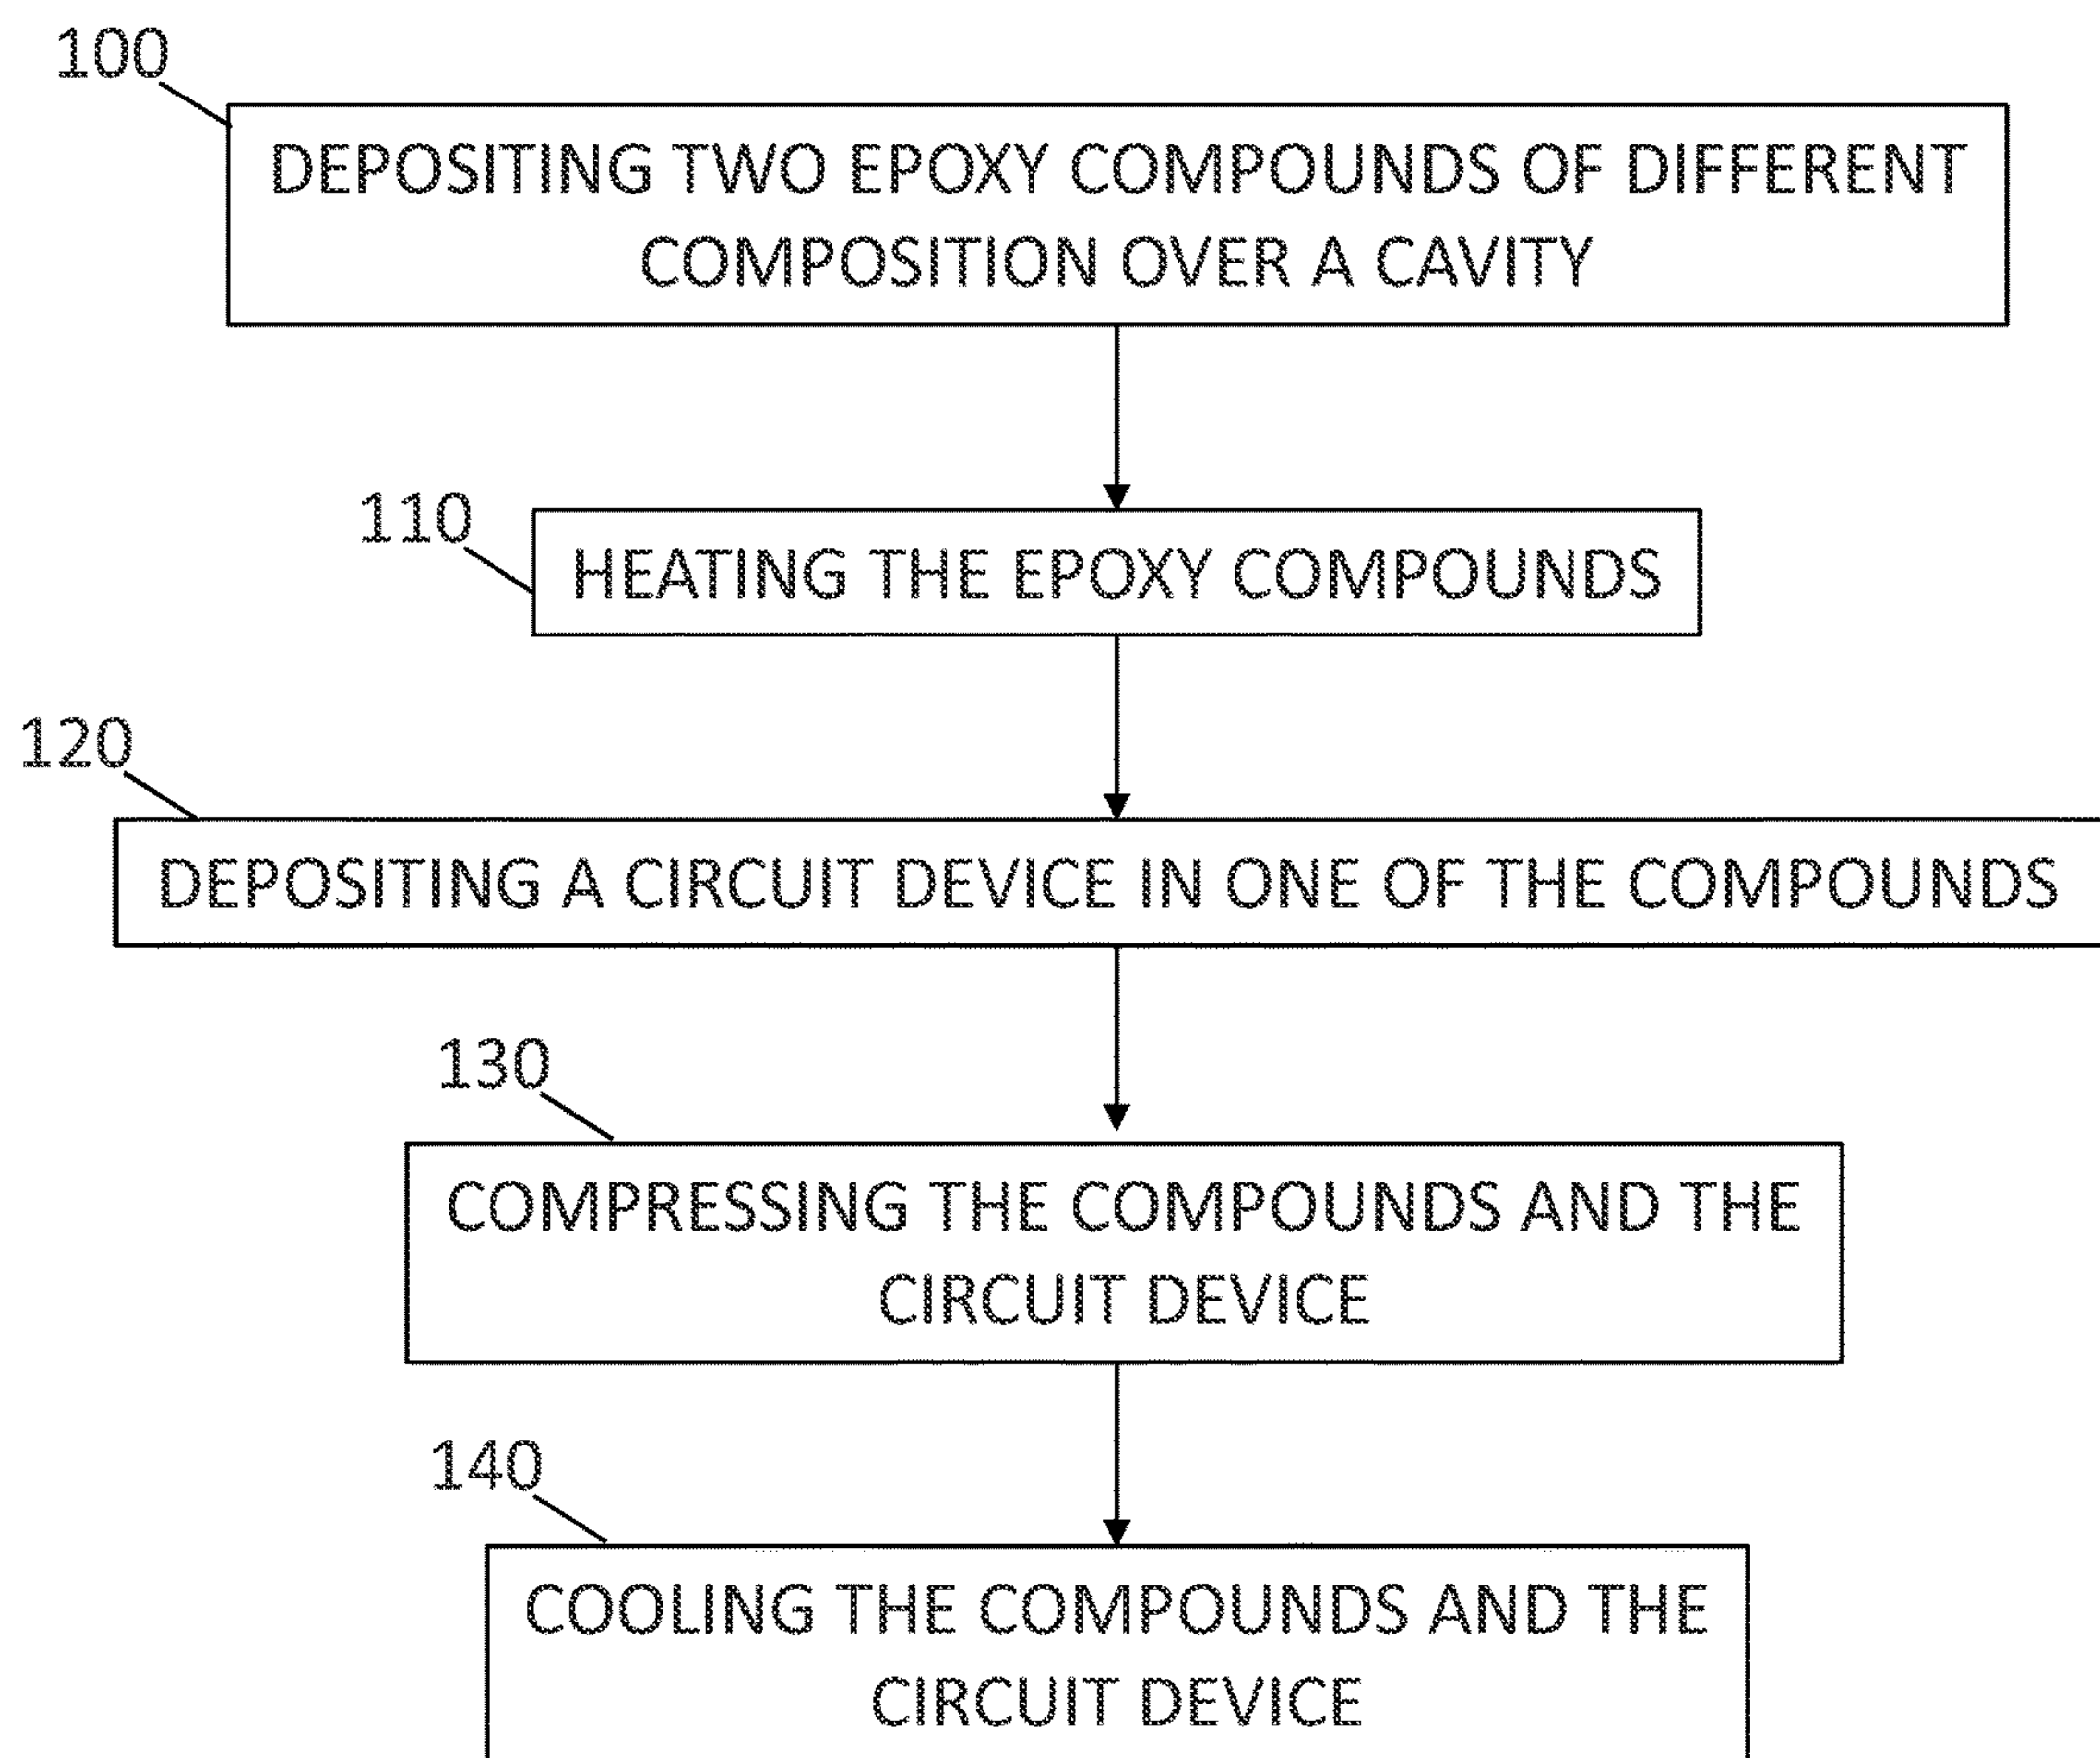 100
DEPOSITING TWO EPOXY COMPOUNDS OF DIFFERENT
COMPOSITION OVER A CAVITY
110
HEATING THE EPOXY COMPOUNDS
120
DEPOSITING A CIRCUIT DEVICE IN ONE OF THE COMPOUNDS
130
COMPRESSING THE COMPOUNDS AND THE
CIRCUIT DEVICE
140
COOLING THE COMPOUNDS AND THE
CIRCUIT DEVICE